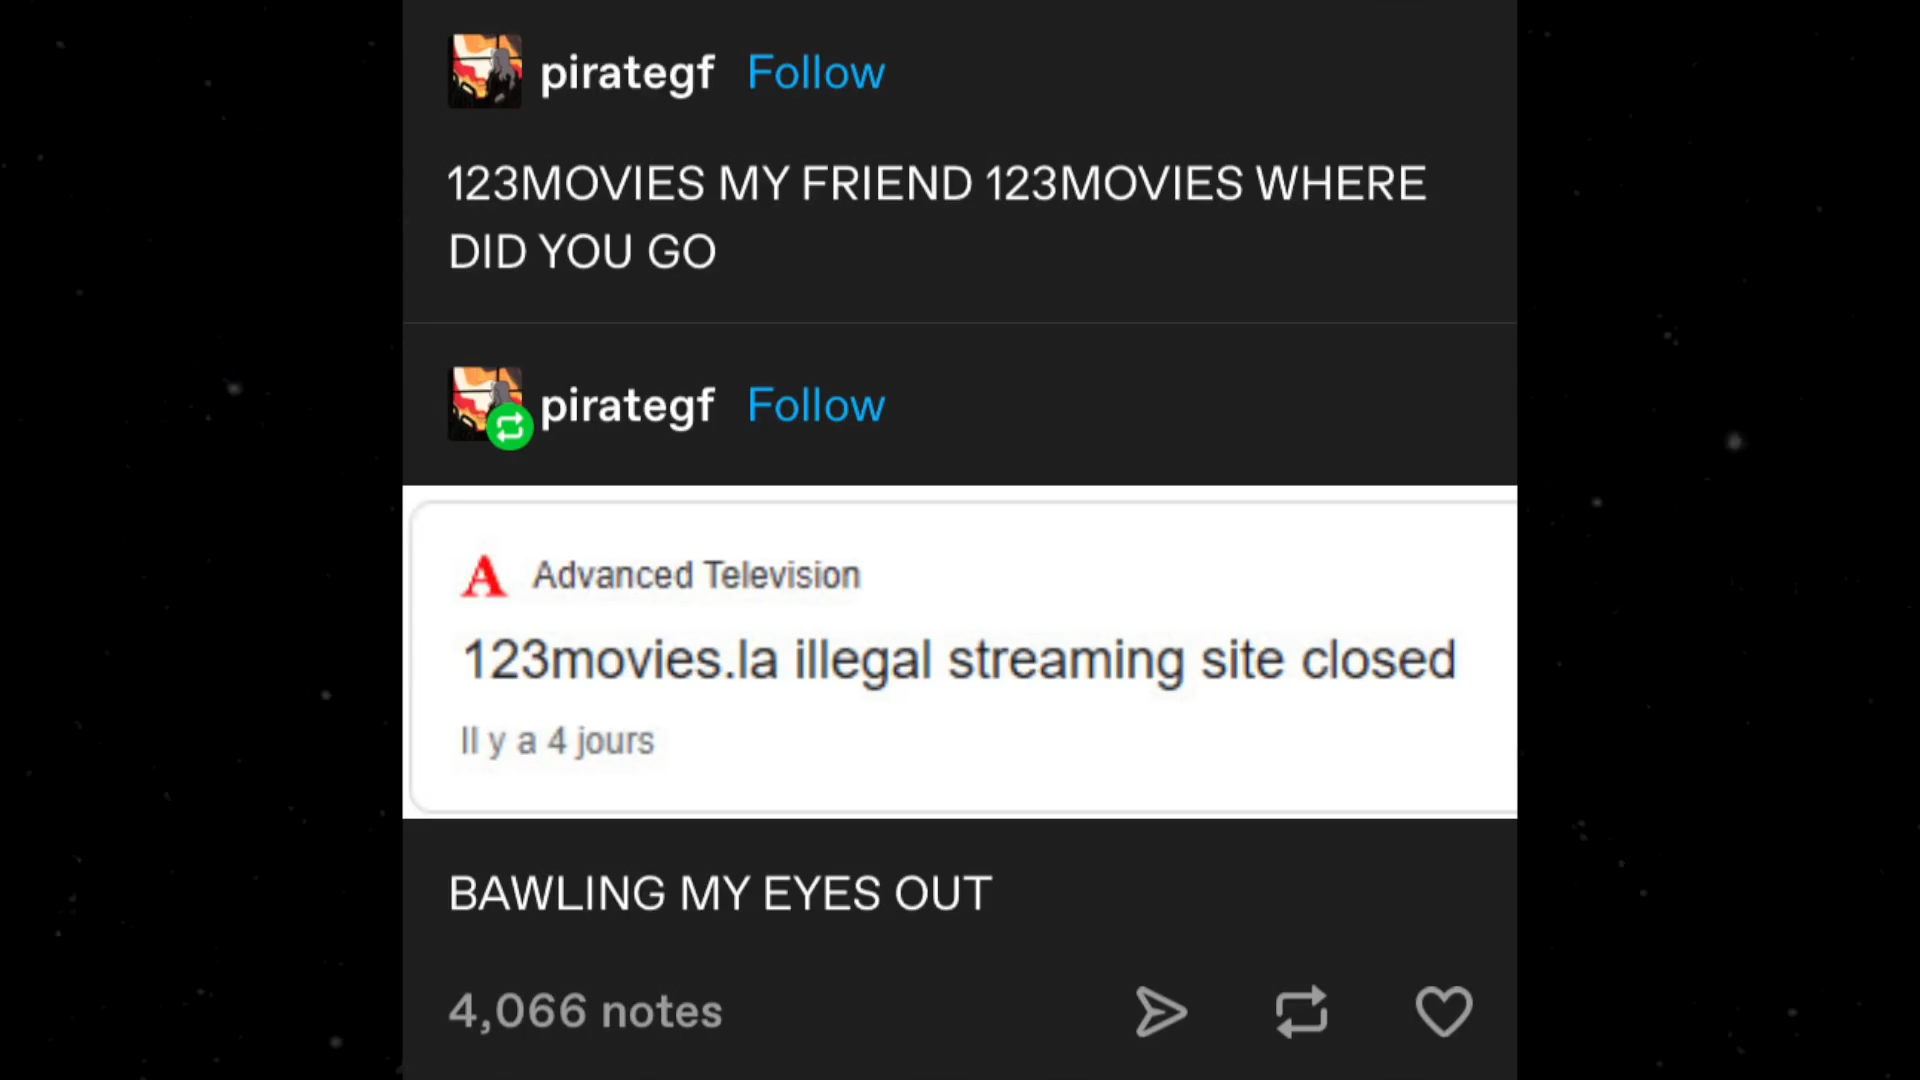 pirategf Follow
123MOVIES MY FRIEND 123MOVIES WHERE
DID YOU GO
pirategf Follow
A Advanced Television
123movies.la illegal streaming site closed
Il y a 4 jours
BAWLING MY EYES OUT
4,066 notes